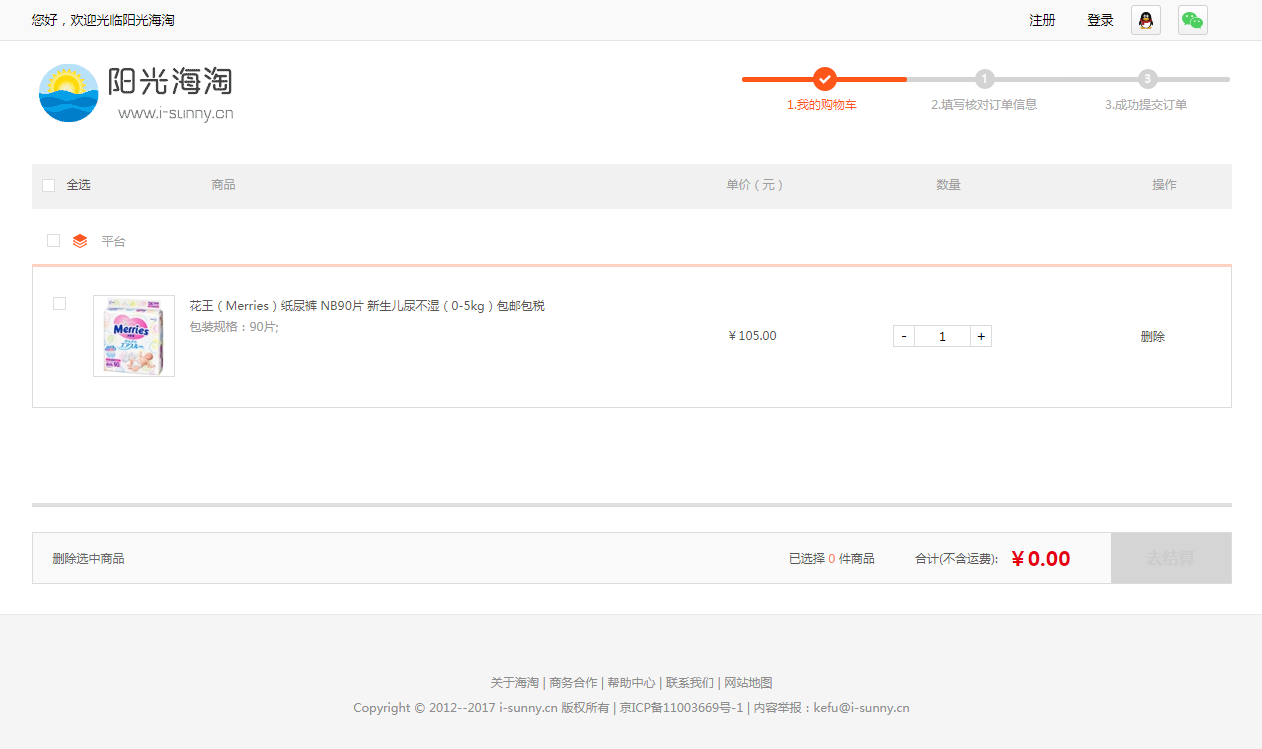 您好，欢迎光临阳光海淘 注册 登录
阳光海淘
www.i-sunny.cn
1 3
1.我的购物车 2.填写核对订单信息 3.成功提交订单
全选 商品 单价（元） 数量 操作
平台
Merries
花王（Merries）纸尿裤 NB90片 新生儿尿不湿（0-5kg）包邮包税
包装规格：90片;
￥105.00 - 1 + 删除
删除选中商品 已选择 0 件商品 合计(不含运费): ￥0.00 去结算
关于海淘 | 商务合作 | 帮助中心 | 联系我们 | 网站地图
Copyright © 2012--2017 i-sunny.cn 版权所有 | 京ICP备11003669号-1 | 内容举报：kefu@i-sunny.cn